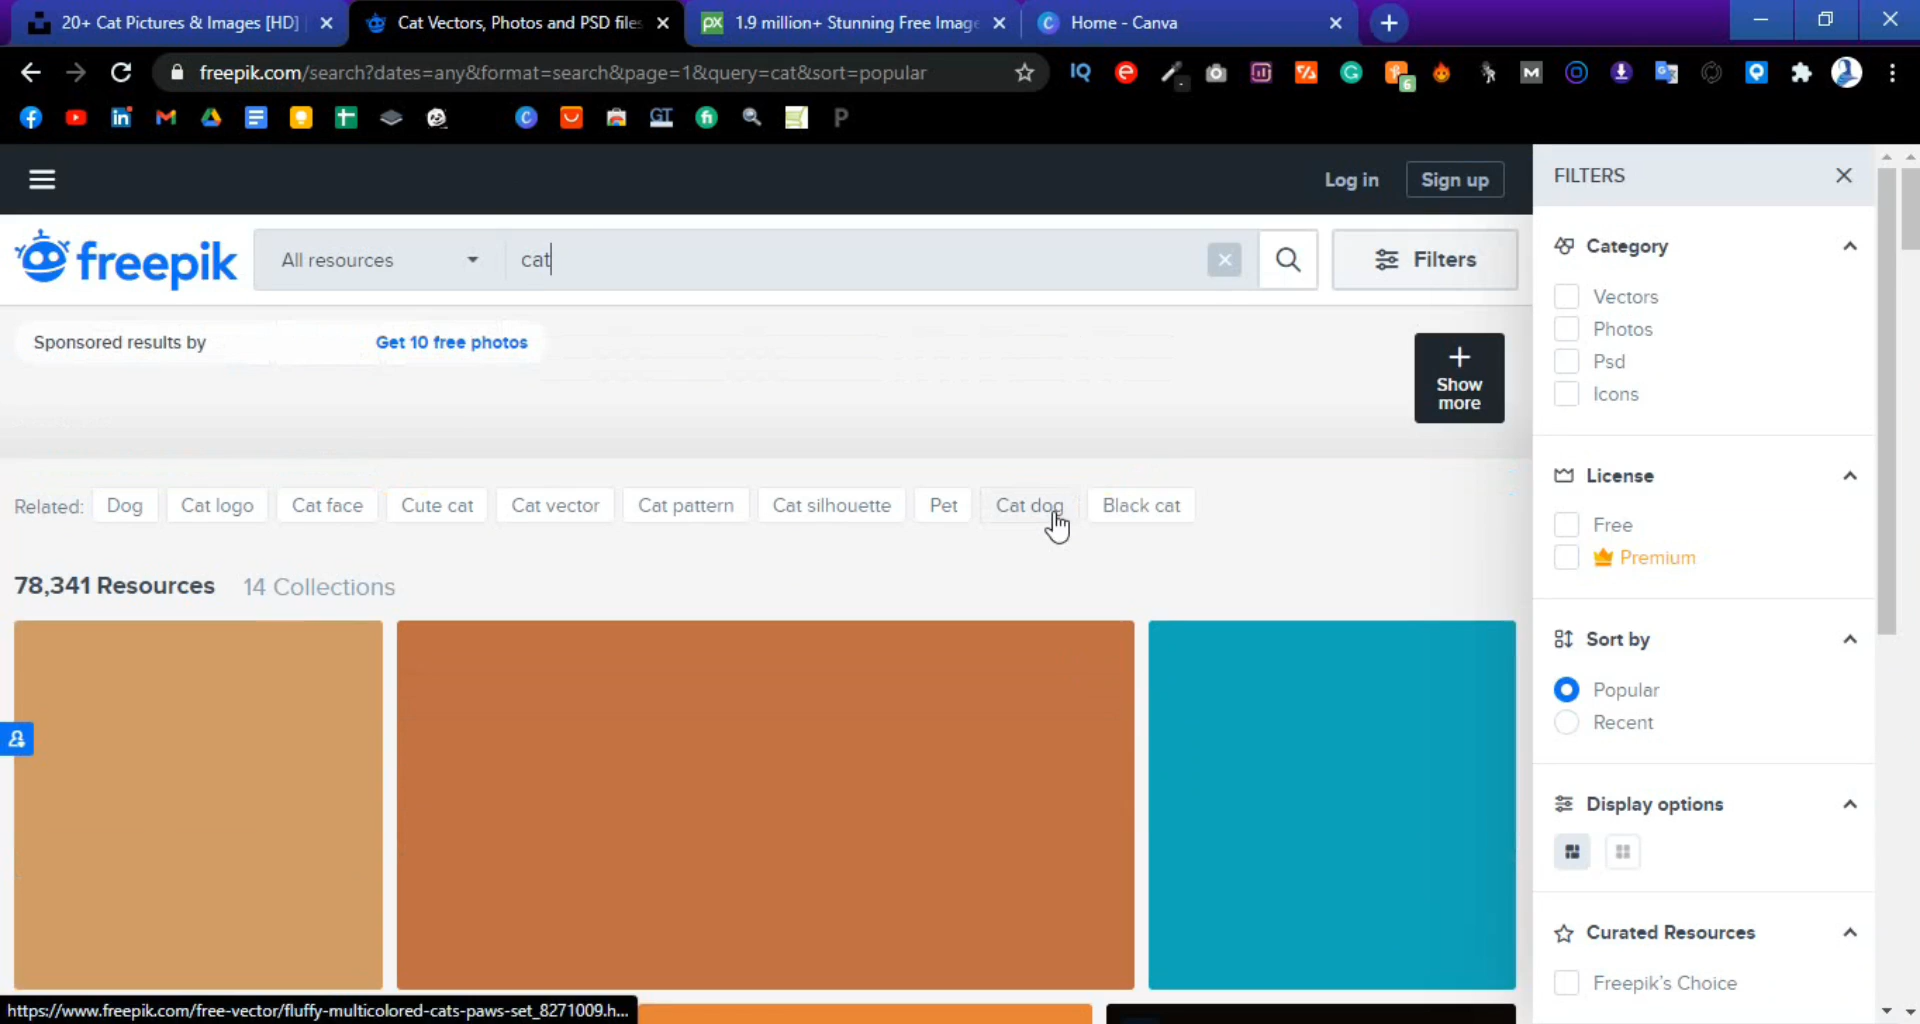 20+ Cat Pictures & Images [HD]
Cat Vectors, Photos and PSD files
1.9 million+ Stunning Free Image
Home - Canva
freepik.com/search?dates=any&format=search&page=1&query=cat&sort=popular
6
GT
Log in
Sign up
FILTERS
freepik
All resources
cat
Filters
Category
Vectors
Photos
Psd
Icons
Sponsored results by
Get 10 free photos
Show
more
License
Free
Premium
Related:
Dog
Cat logo
Cat face
Cute cat
Cat vector
Cat pattern
Cat silhouette
Pet
Cat dog
Black cat
78,341 Resources
14 Collections
Sort by
Popular
Recent
Display options
Curated Resources
Freepik's Choice
https://www.freepik.com/free-vector/fluffy-multicolored-cats-paws-set_8271009.h...